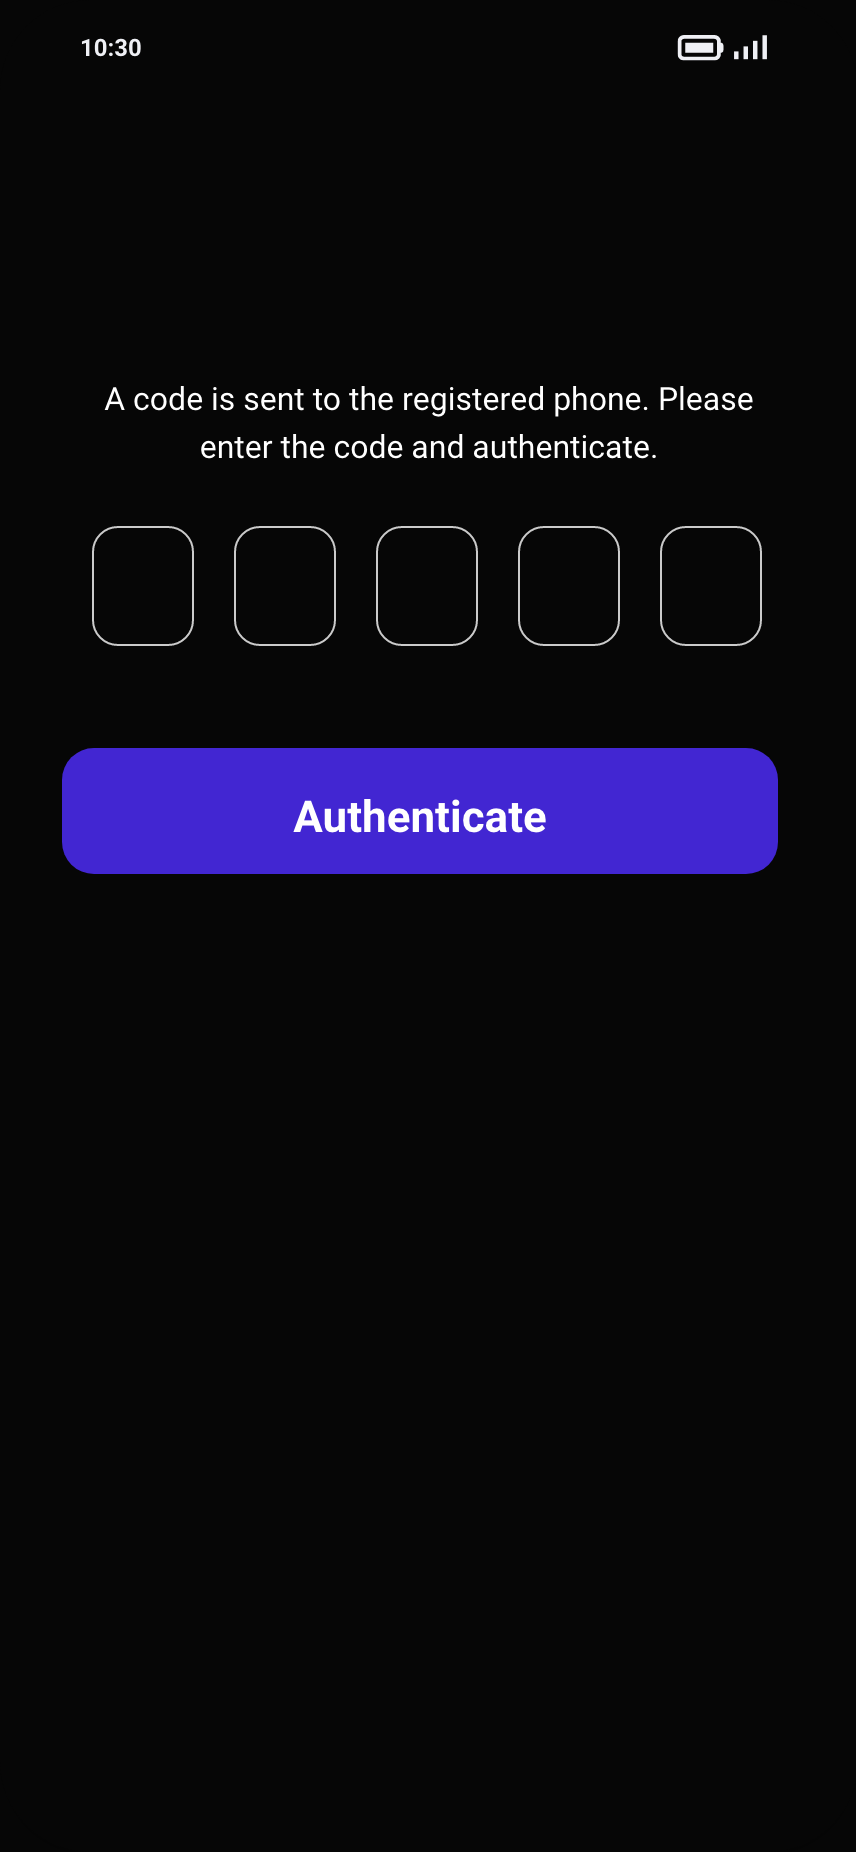 10:30
A code is sent to the registered phone. Please
enter the code and authenticate.
Authenticate